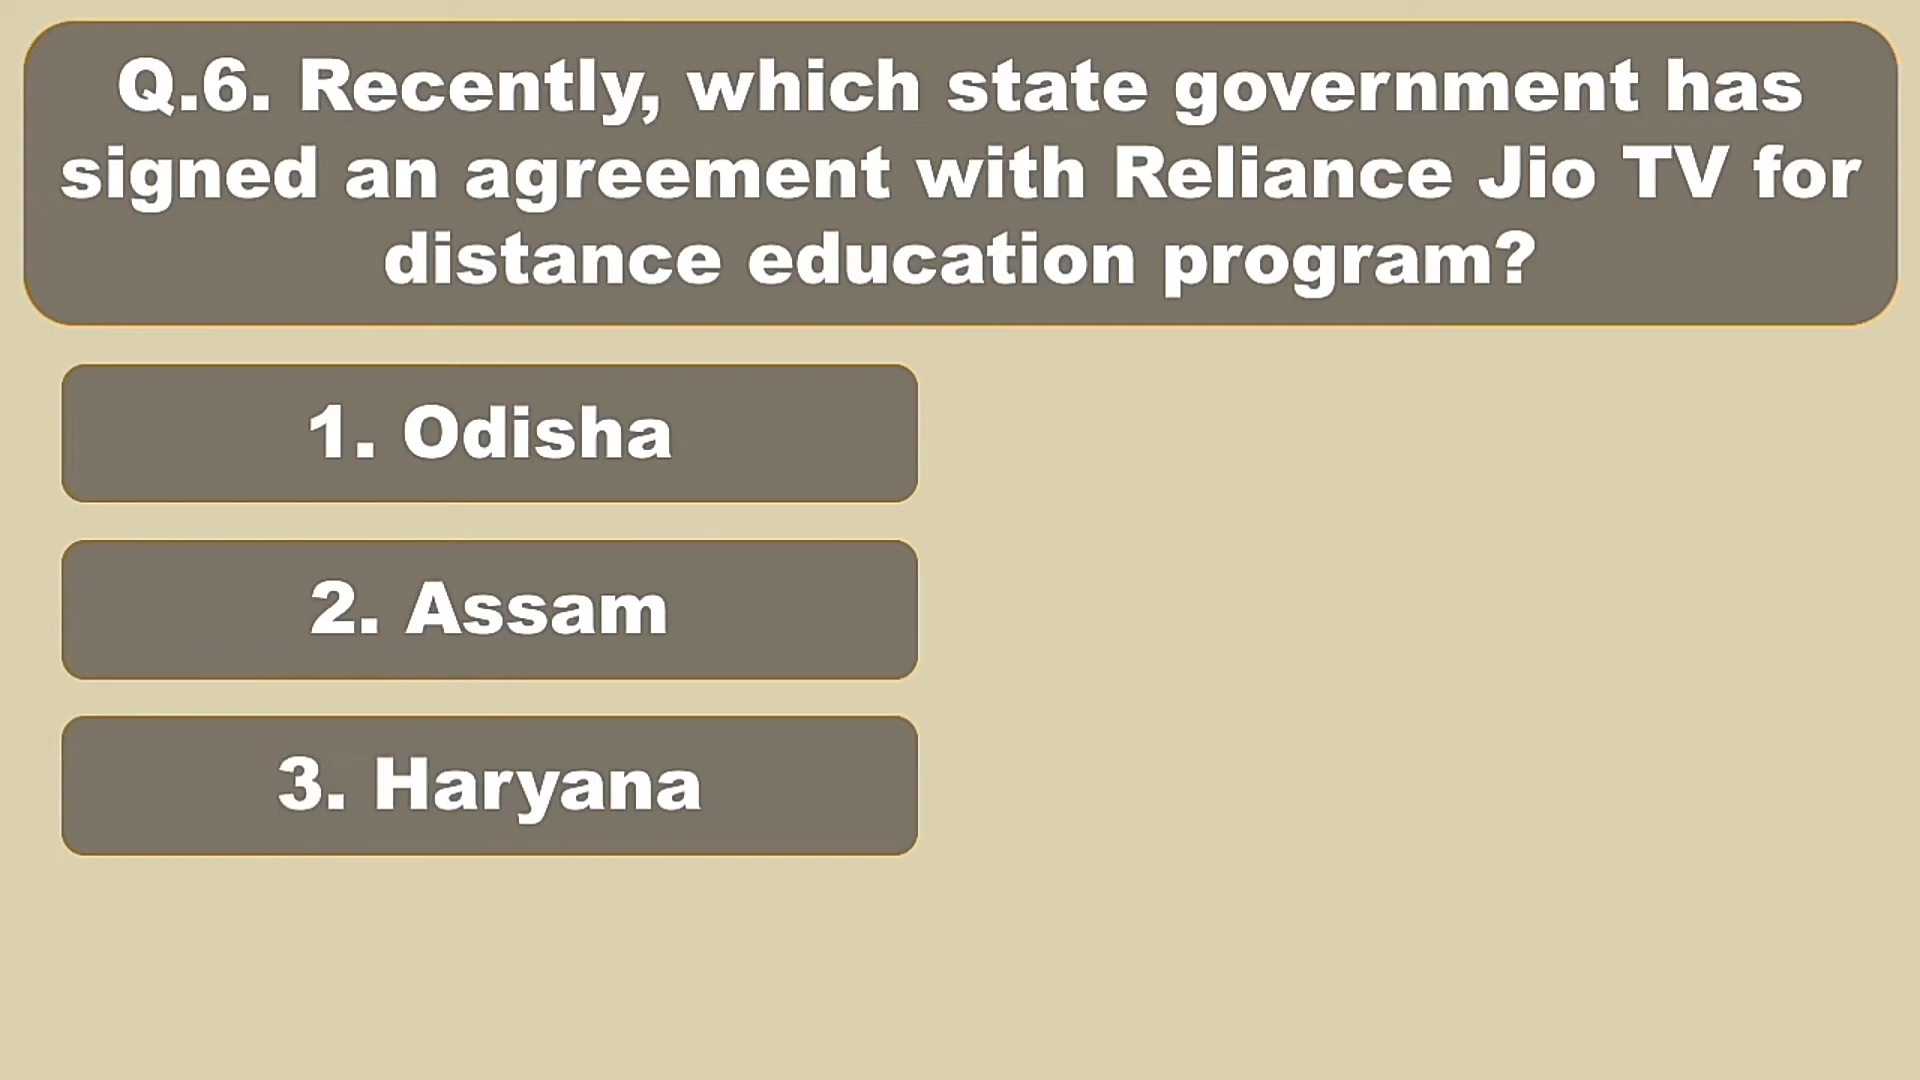 Q.6. Recently, which state government has
signed an agreement with Reliance Jio TV for
distance education program?
1. Odisha
2. Assam
3. Haryana